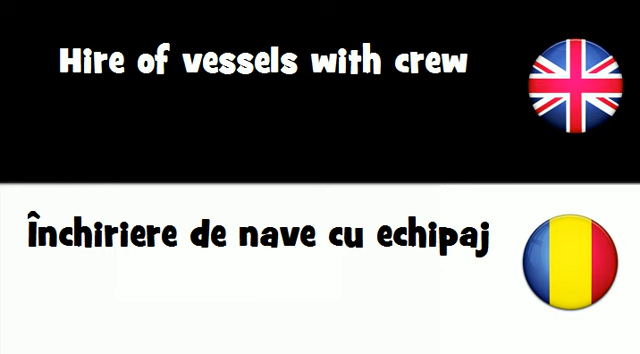 Hire of vessels with crew
Închiriere de nave cu echipaj